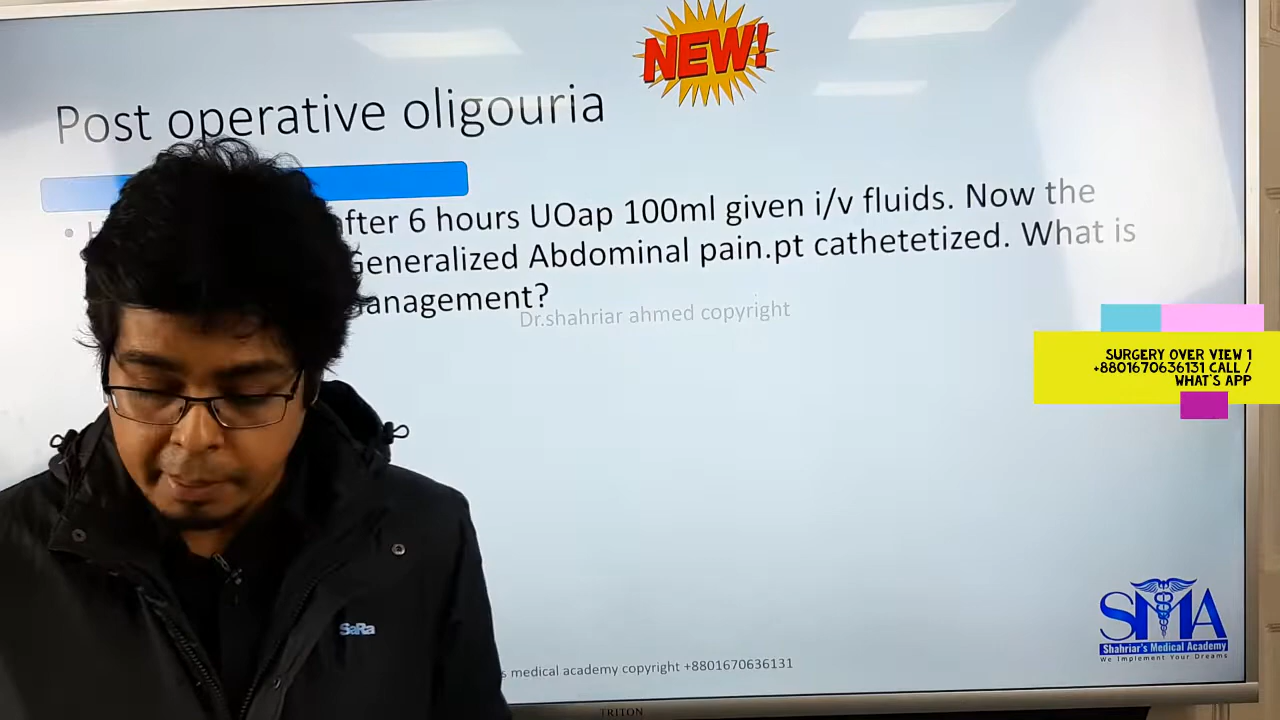 NEW!
Post operative oligouria
after 6 hours UOap 100ml given i/v fluids. Now the
Generalized Abdominal pain.pt cathetetized. What is
anagement?
Dr.shahriar ahmed copyright
SURGERY OVER VIEW 1
+8801670636131 CALL /
WHAT'S APP
SaRa
SMA
Shahriar's Medical Academy
We Implement Your Dreams
s medical academy copyright +8801670636131
TRITON